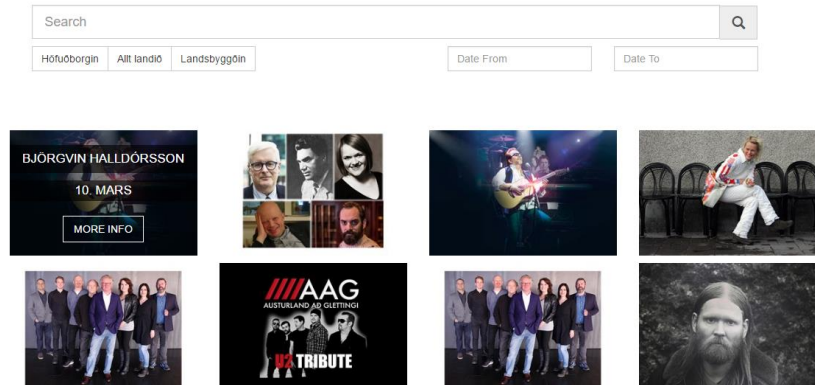 Search
Höfuðborgin Allt landið Landsbyggðin Date From Date To
BJÖRGVIN HALLDÓRSSON
10. MARS
MORE INFO
AAG
AUSTURLAND AÐ GLETTINGI
U2 TRIBUTE